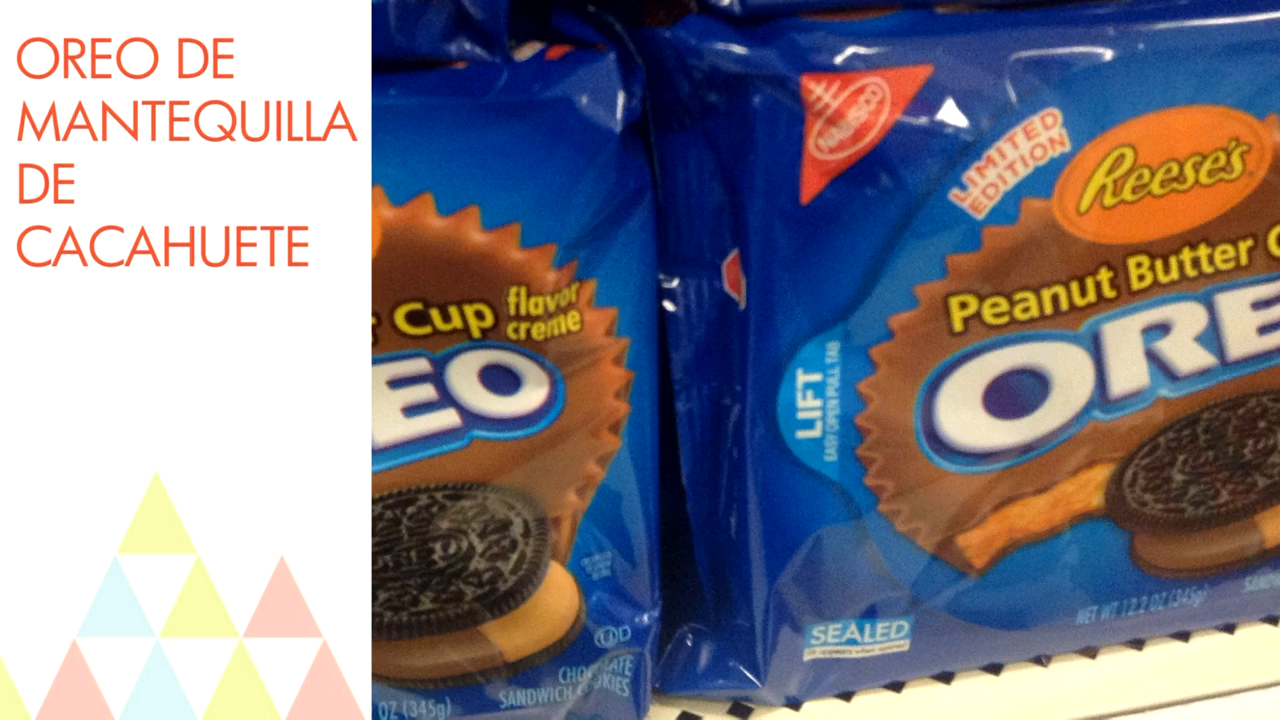 OREO DE
MANTEQUILLA
DE
CACAHUETE
Cup flavor
creme
EO
UD
CHOCOLATE
SANDWICH COOKIES
OZ (345g)
NABISCO
LIMITED
EDITION
Reese's
Peanut Butter C
ORE
LIFT
EASY OPEN PULL TAB
SEALED
NET WT 12.2 OZ (345g)